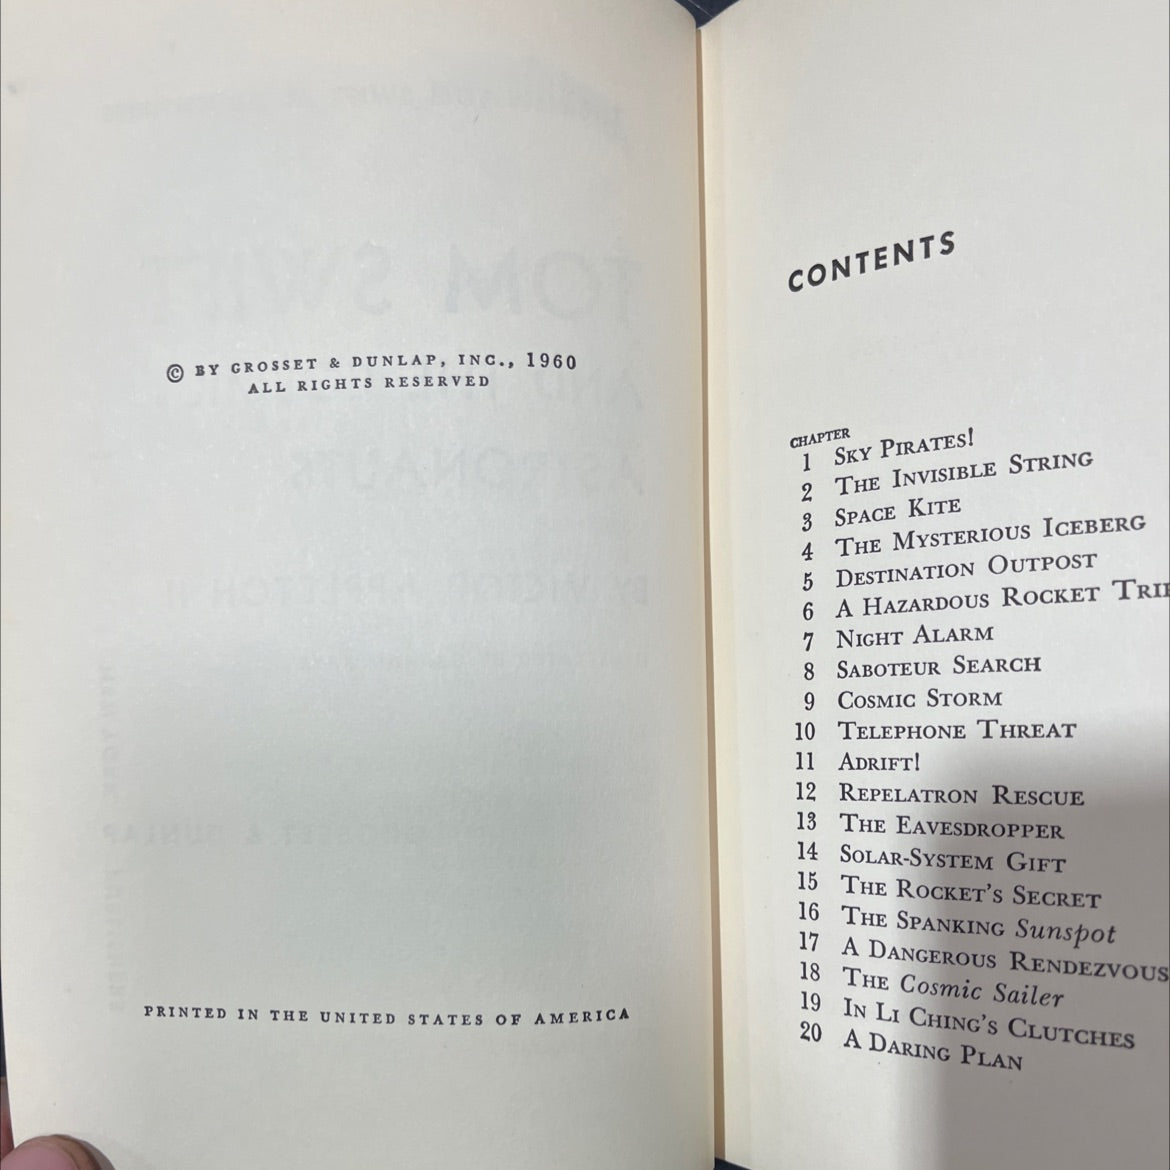 © BY GROSSET & DUNLAP, INC., 1960
ALL RIGHTS RESERVED
PRINTED IN THE UNITED STATES OF AMERICA
CONTENTS
CHAPTER
1 SKY PIRATES!
2 THE INVISIBLE STRING
3 SPACE KITE
4 THE MYSTERIOUS ICEBERG
5 DESTINATION OUTPOST
6 A HAZARDOUS ROCKET
7 NIGHT ALARM
8 SABOTEUR SEARCH
9 COSMIC STORM
10 TELEPHONE THREAT
11 ADRIFT!
12 REPELATRON RESCUE
13 THE EAVESDROPPER
14 SOLAR-SYSTEM GIFT
15 THE ROCKET'S SECRET
16 THE SPANKING Sunspot
17 A DANGEROUS RENDEZVOUS
18 THE Cosmic Sailer
19 IN LI CHING'S CLUTCHES
20 A DARING PLAN